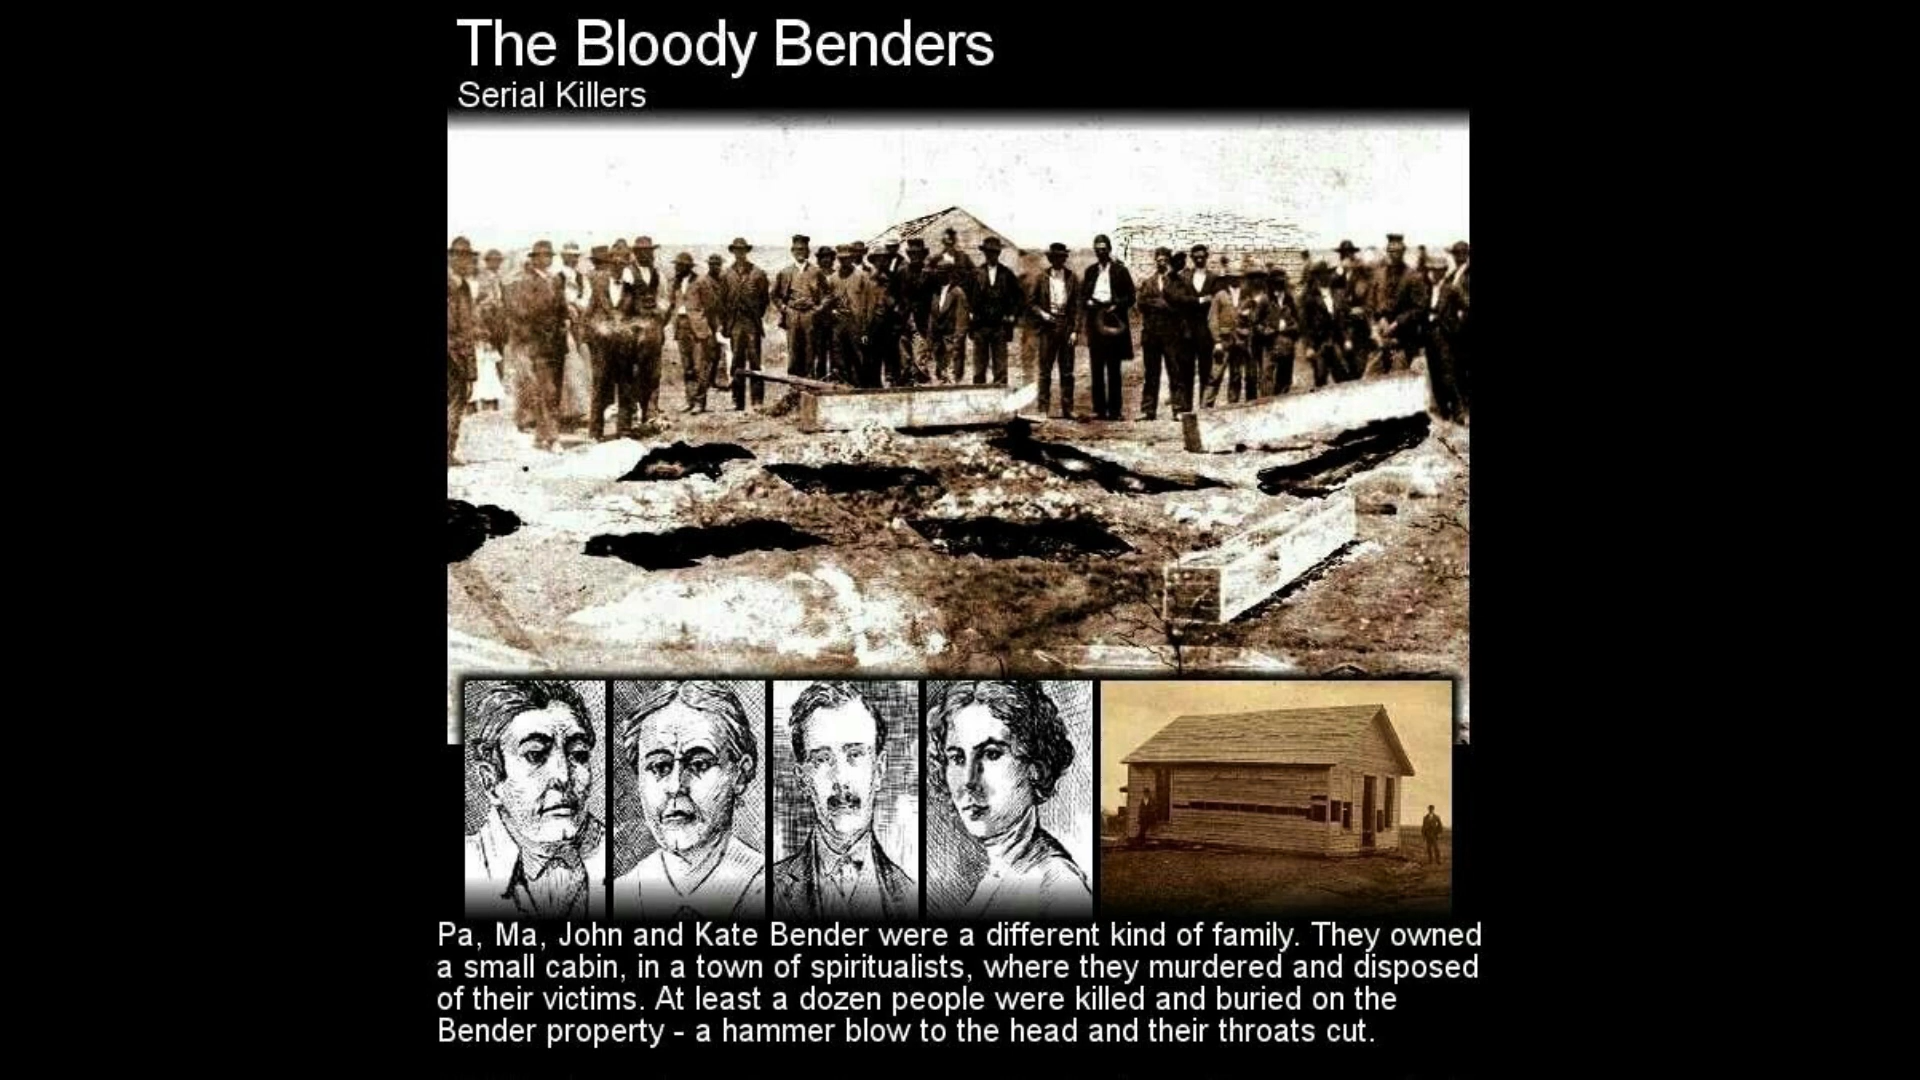 The Bloody Benders
Serial Killers
Pa, Ma, John and Kate Bender were a different kind of family. They owned
a small cabin, in a town of spiritualists, where they murdered and disposed
of their victims. At least a dozen people were killed and buried on the
Bender property - a hammer blow to the head and their throats cut.